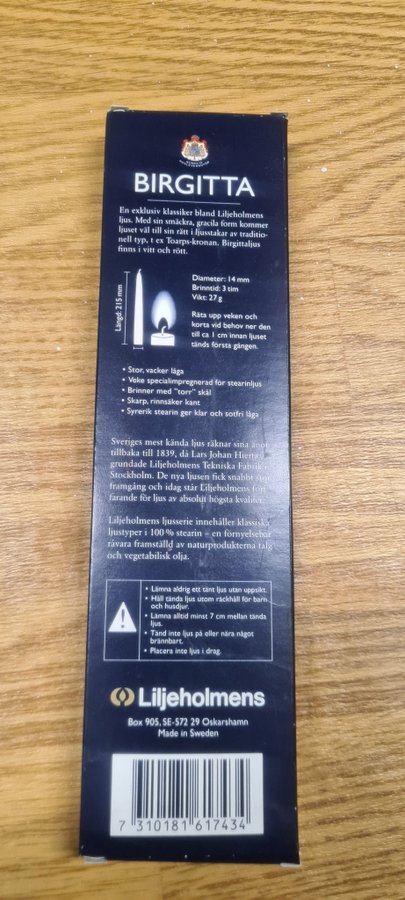 BIRGITTA
En exklusiv klassiker bland Liljeholmens
ljus. Med sin smäckra, gracila form kommer
ljuset väl till sin rätt i ljusstakar av traditio-
nell typ, t ex Toarps-kronan. Birgittaljus
finns i vitt och rött.
Längd: 215 mm
Diameter: 14 mm
Brinntid: 3 tim
Vikt: 27 g
Räta upp veken och
korta vid behov ner den
till ca 1 cm innan ljuset
tänds första gången.
• Stor, vacker låga
• Veke specialimpregnerad för stearinljus
• Brinner med "torr" skål
• Skarp, rinnsäker kant
• Syrerik stearin ger klar och sotfri låga
Sveriges mest kända ljus räknar sina anor
tillbaka till 1839, då Lars Johan Hierta
grundade Liljeholmens Tekniska Fabrik i
Stockholm. De nya ljusen fick snabbt stor
framgång och idag står Liljeholmens fort-
farande för ljus av absolut högsta kvalitet.
Liljeholmens ljusserie innehåller klassiska
ljustyper i 100 % stearin – en förnyelsebar
råvara framställd av naturprodukterna talg
och vegetabilisk olja.
• Lämna aldrig ett tänt ljus utan uppsikt.
• Håll tända ljus utom räckhåll för barn
och husdjur.
• Lämna alltid minst 7 cm mellan tända
ljus.
• Tänd inte ljus på eller nära något
brännbart.
• Placera inte ljus i drag.
Liljeholmens
Box 905, SE-572 29 Oskarshamn
Made in Sweden
7 310181 617434